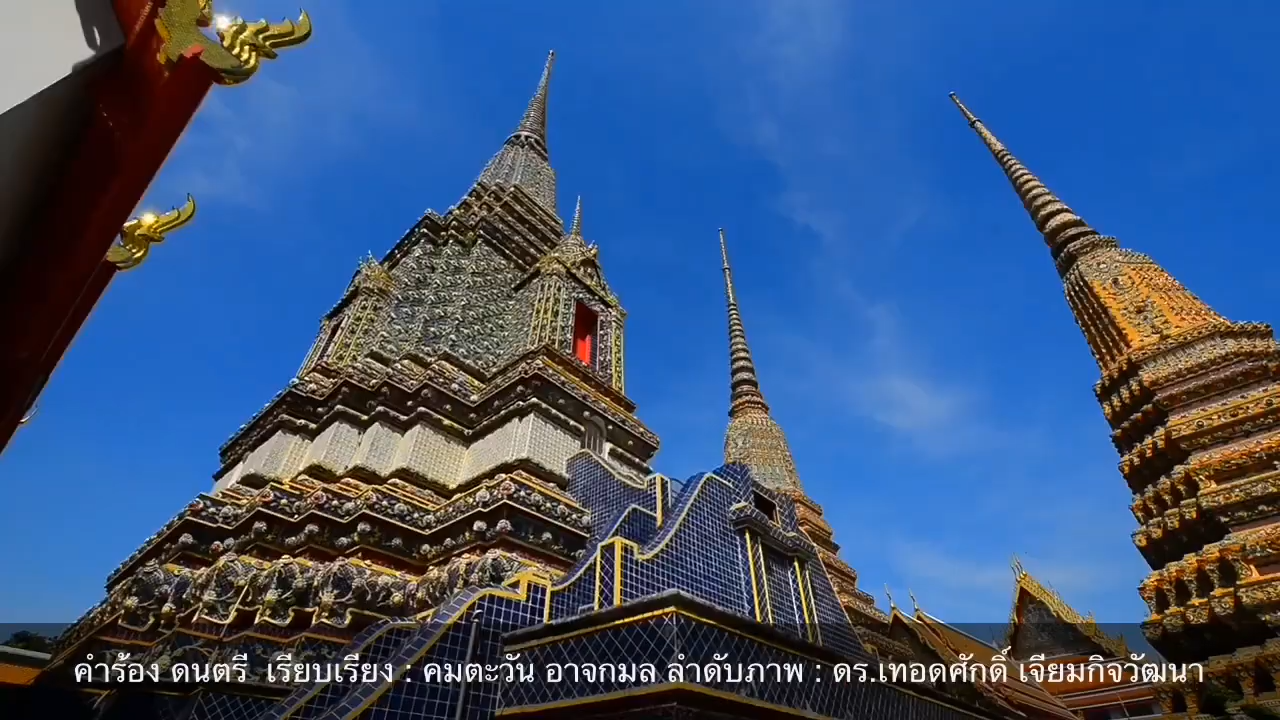 คำร้อง ดนตรี  เรียบเรียง : คมตะวัน อาจกมล ลำดับภาพ : ดร.เทอดศักดิ์ เจียมกิจวัฒนา